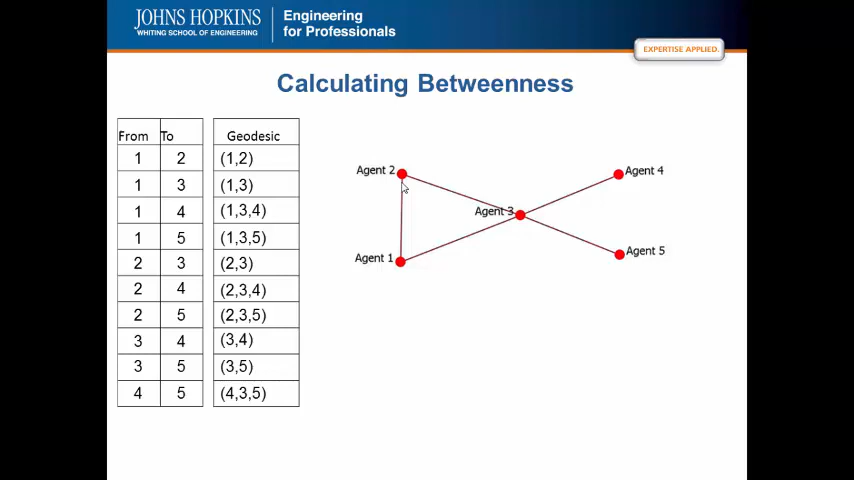 JOHNS HOPKINS
WHITING SCHOOL OF ENGINEERING
Engineering
for Professionals
EXPERTISE APPLIED.
Calculating Betweenness
From To Geodesic
1 2 (1,2)
1 3 (1,3)
1 4 (1,3,4)
1 5 (1,3,5)
2 3 (2,3)
2 4 (2,3,4)
2 5 (2,3,5)
3 4 (3,4)
3 5 (3,5)
4 5 (4,3,5)
Agent 2
Agent 4
Agent 3
Agent 1
Agent 5